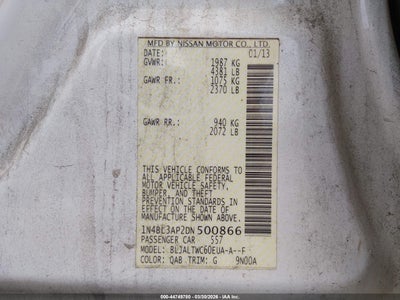 MFD BY NISSAN MOTOR CO., LTD.
DATE: 01/13
GVWR: 1987 KG
4381 LB
GAWR FR.: 1075 KG
2370 LB
GAWR RR.: 940 KG
2072 LB
THIS VEHICLE CONFORMS TO
ALL APPLICABLE FEDERAL
MOTOR VEHICLE SAFETY,
BUMPER, AND THEFT
PREVENTION STANDARDS IN
EFFECT ON THE DATE OF
MANUFACTURE SHOWN ABOVE.
1N4BL3AP2DN500866
PASSENGER CAR 557
MODEL: BLJALTWC60EUA-A--F
COLOR: QAB TRIM: G 9N00A
IAA 000-44748790 - 03/30/2026 - IAA Inc.